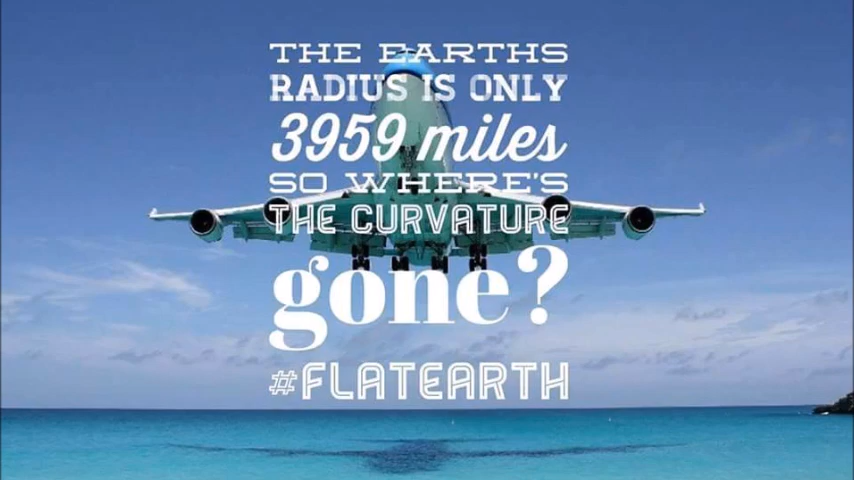 THE EARTHS
RADIUS IS ONLY
3959 miles
SO WHERE'S
THE CURVATURE
gone?
#FLATEARTH